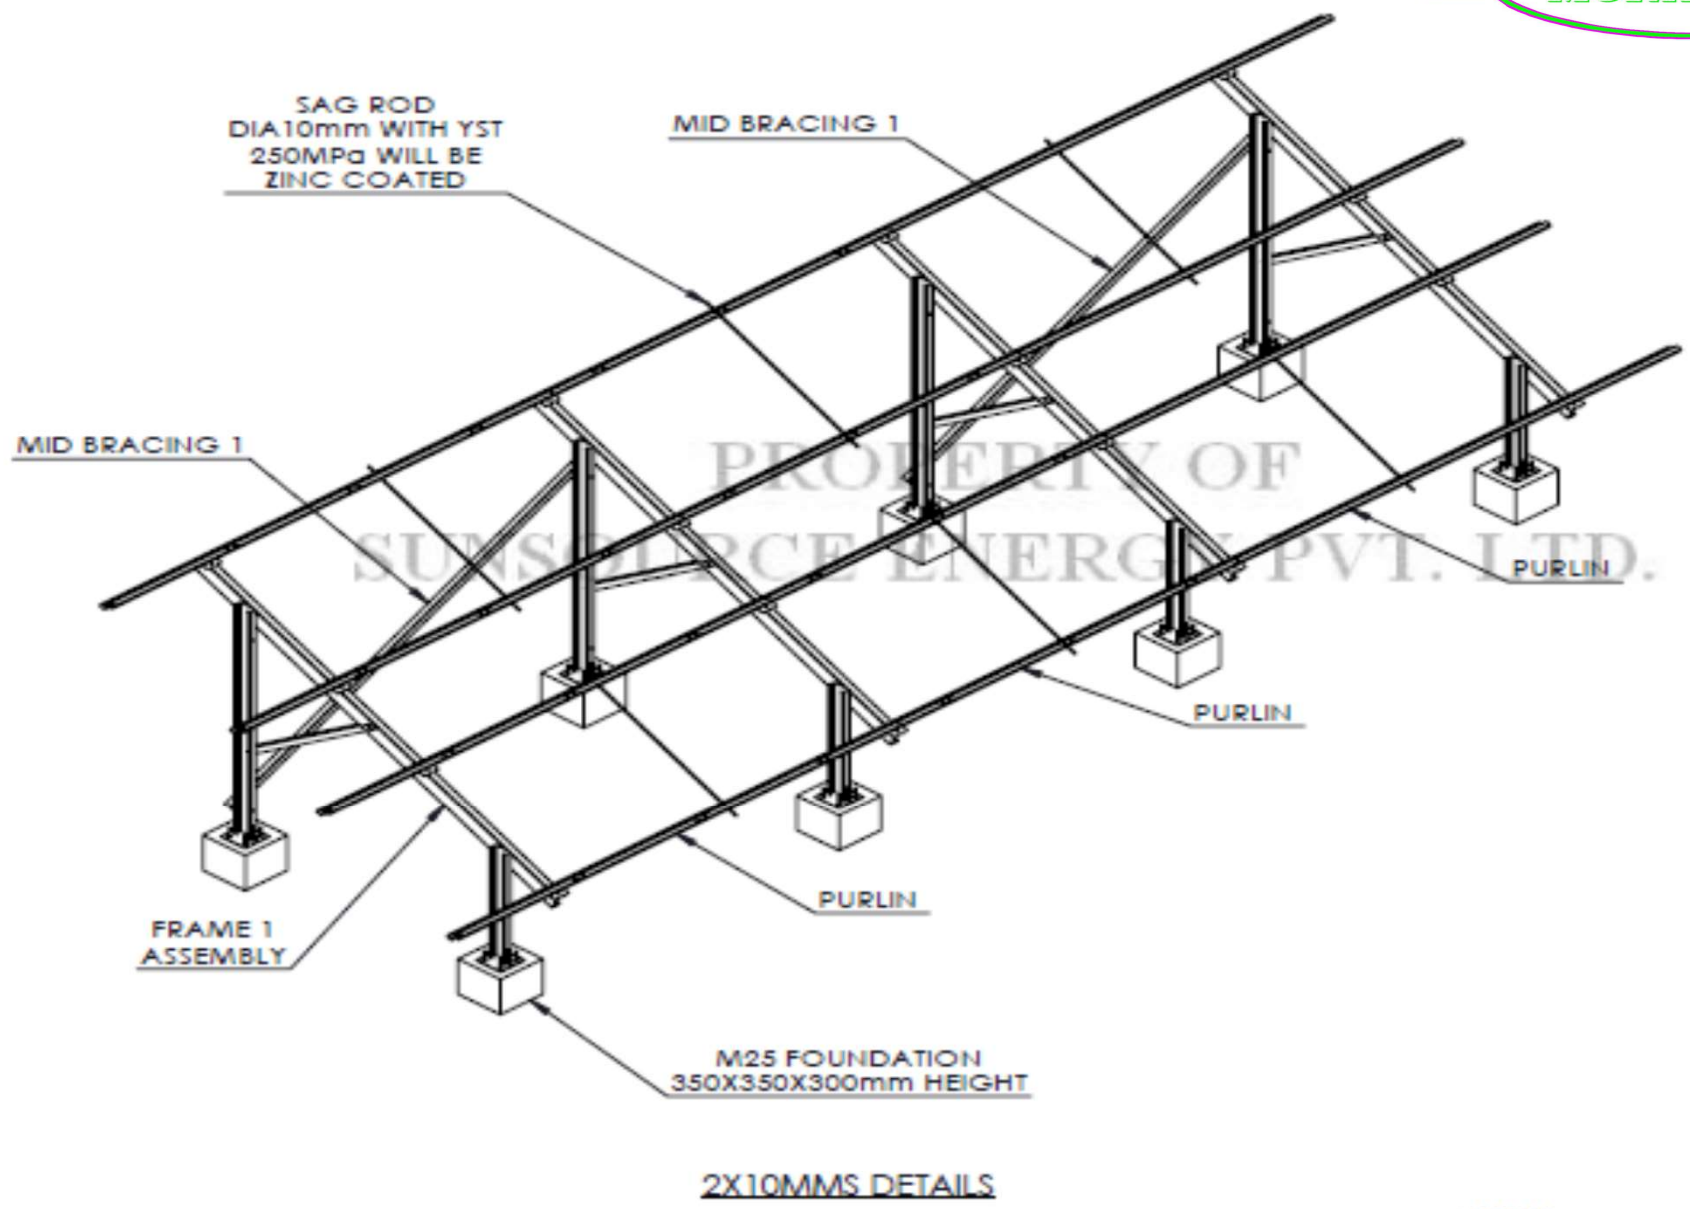 SAG ROD
DIA10mm WITH YST
250MPa WILL BE
ZINC COATED
MID BRACING 1
MID BRACING 1
PROPERTY OF
SUNSOURCE ENERGY PVT. LTD.
PURLIN
PURLIN
PURLIN
FRAME 1
ASSEMBLY
M25 FOUNDATION
350X350X300mm HEIGHT
2X10MMS DETAILS